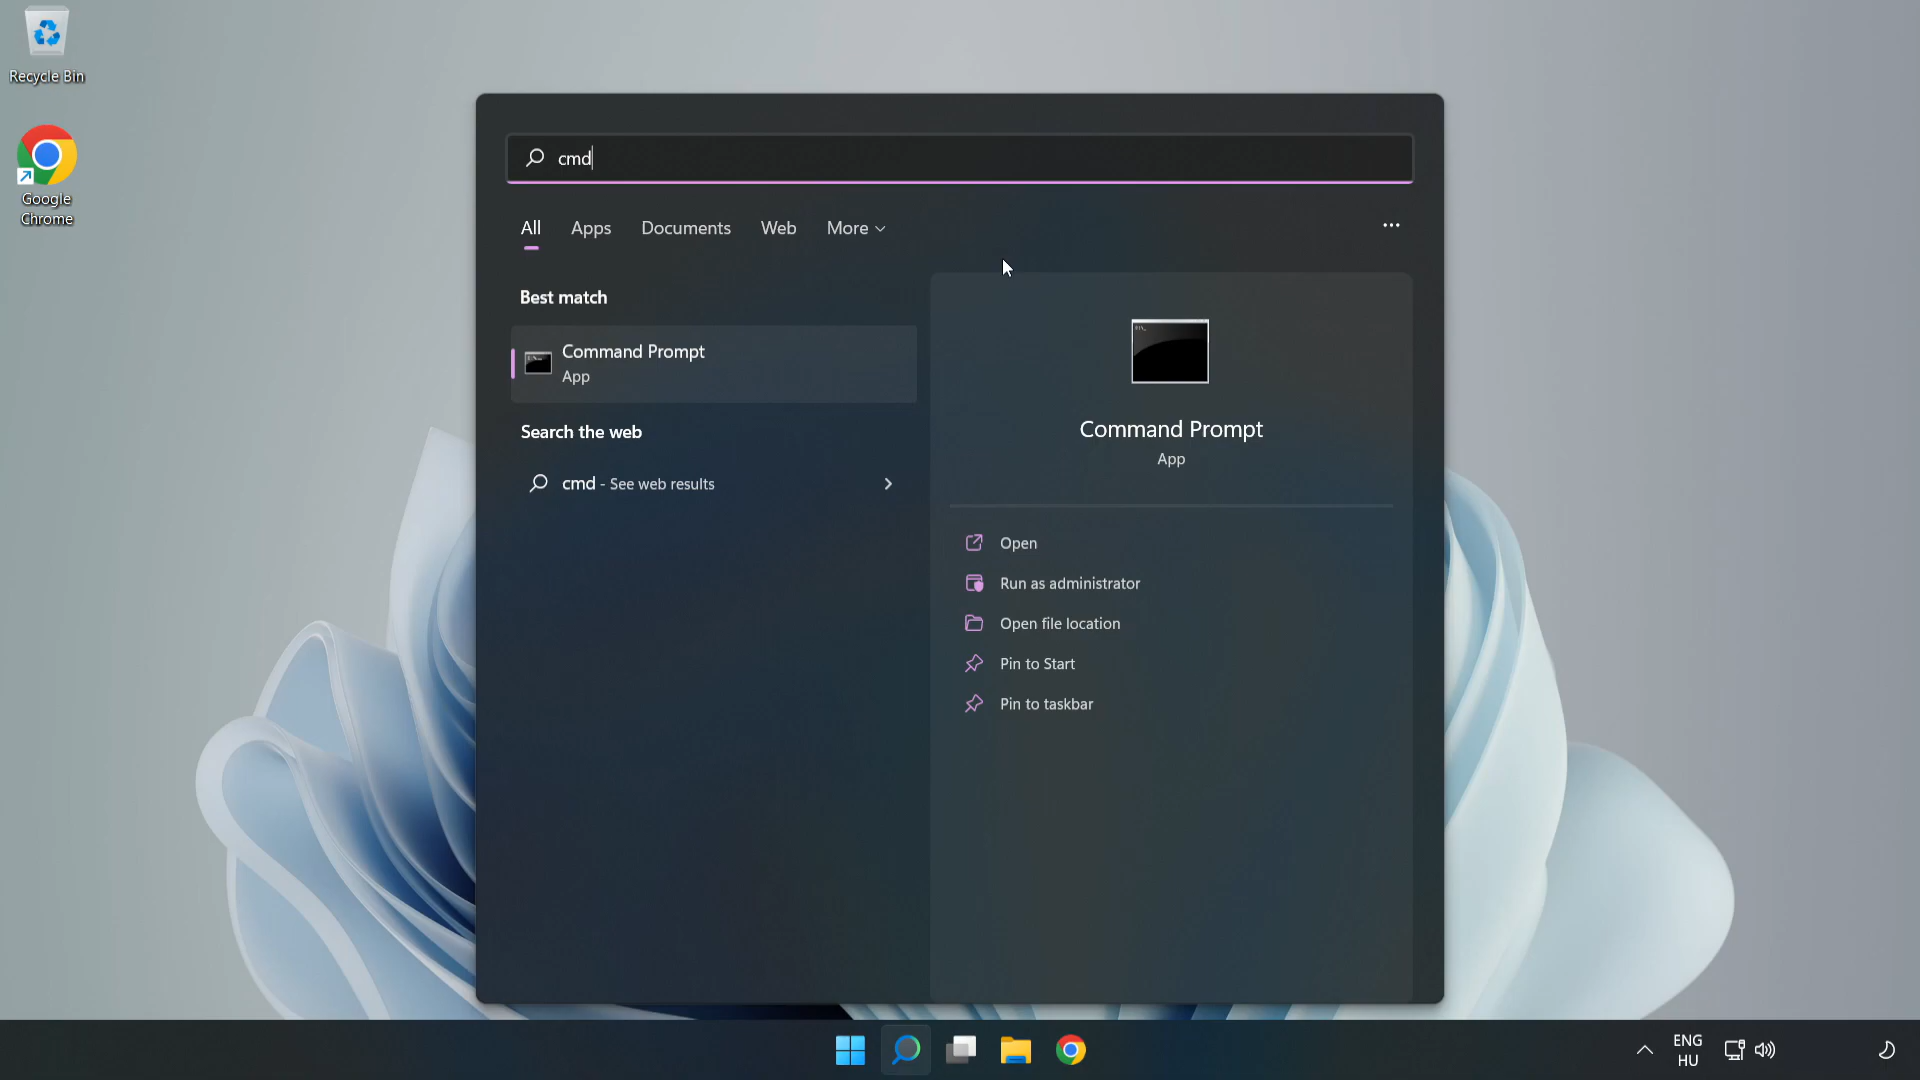 Recycle Bin
Google
Chrome
cmd
All Apps Documents Web More
Best match
Command Prompt
App
Search the web
cmd - See web results
Command Prompt
App
Open
Run as administrator
Open file location
Pin to Start
Pin to taskbar
ENG
HU